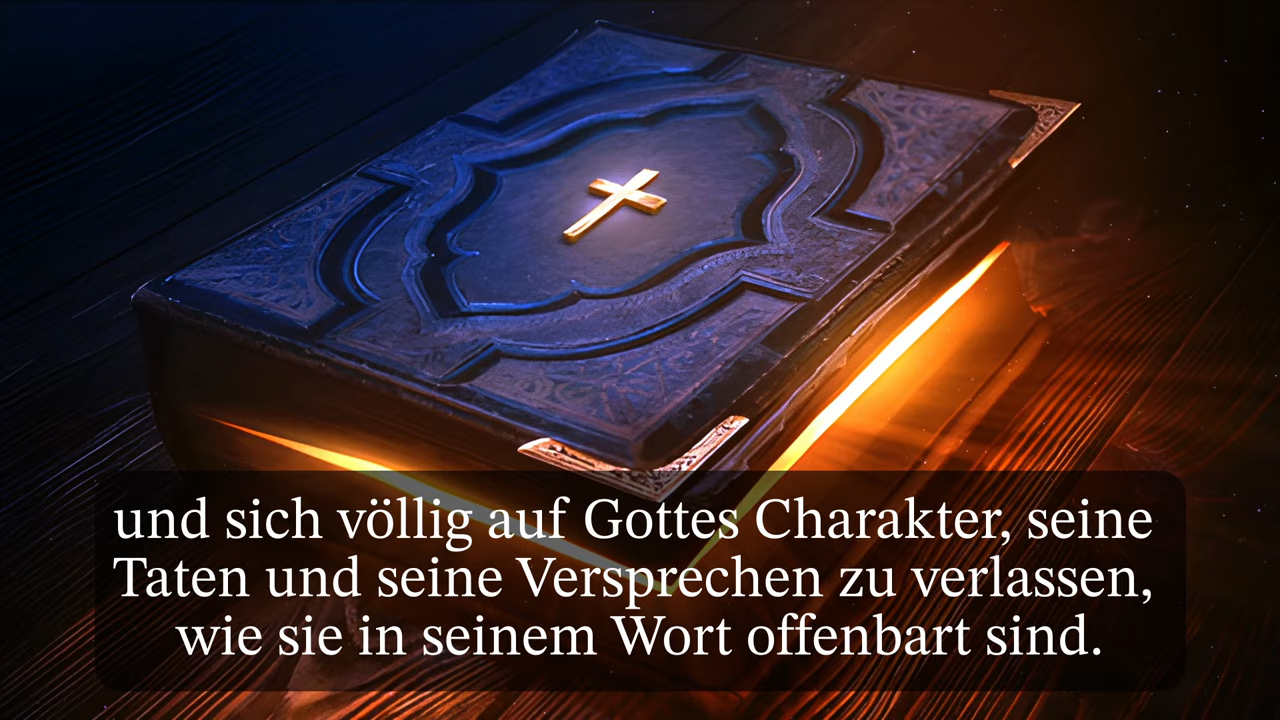 und sich völlig auf Gottes Charakter, seine
Taten und seine Versprechen zu verlassen,
wie sie in seinem Wort offenbart sind.